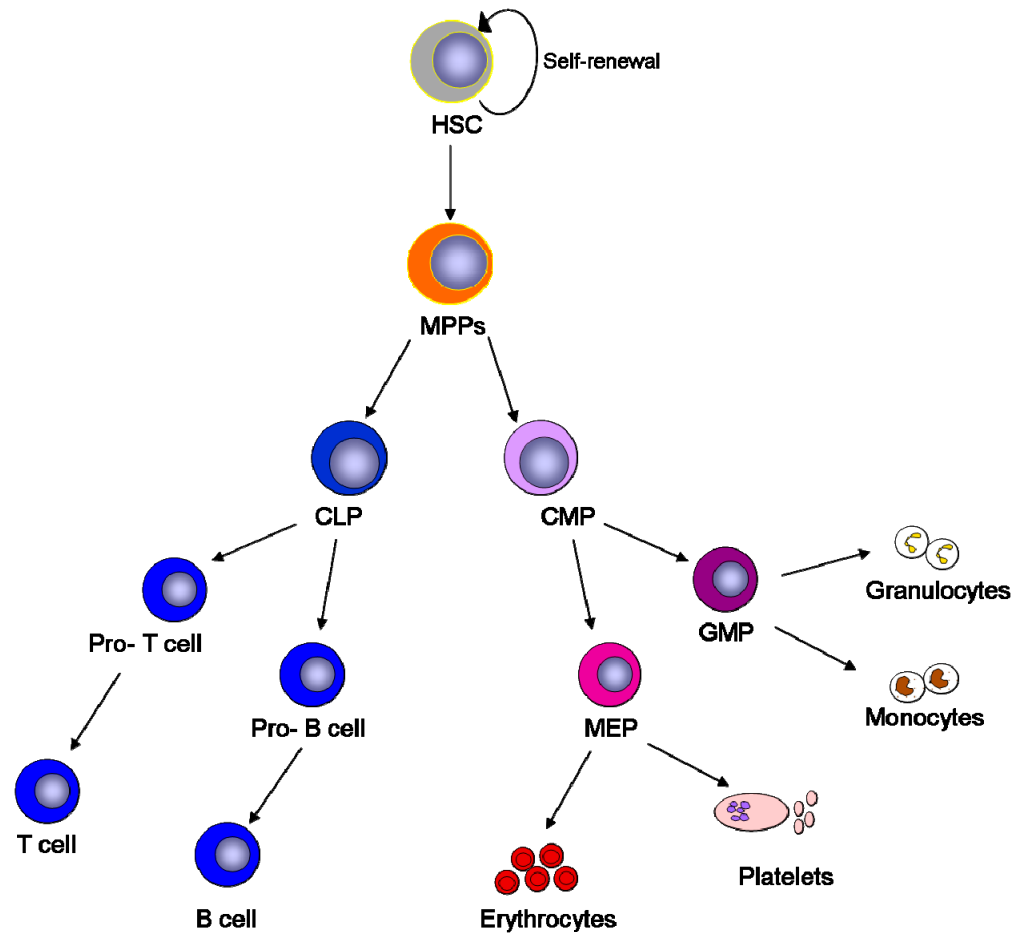 Self-renewal
HSC
MPPs
CLP
CMP
Granulocytes
Pro- T cell
GMP
Monocytes
Pro- B cell
MEP
T cell
Platelets
B cell
Erythrocytes